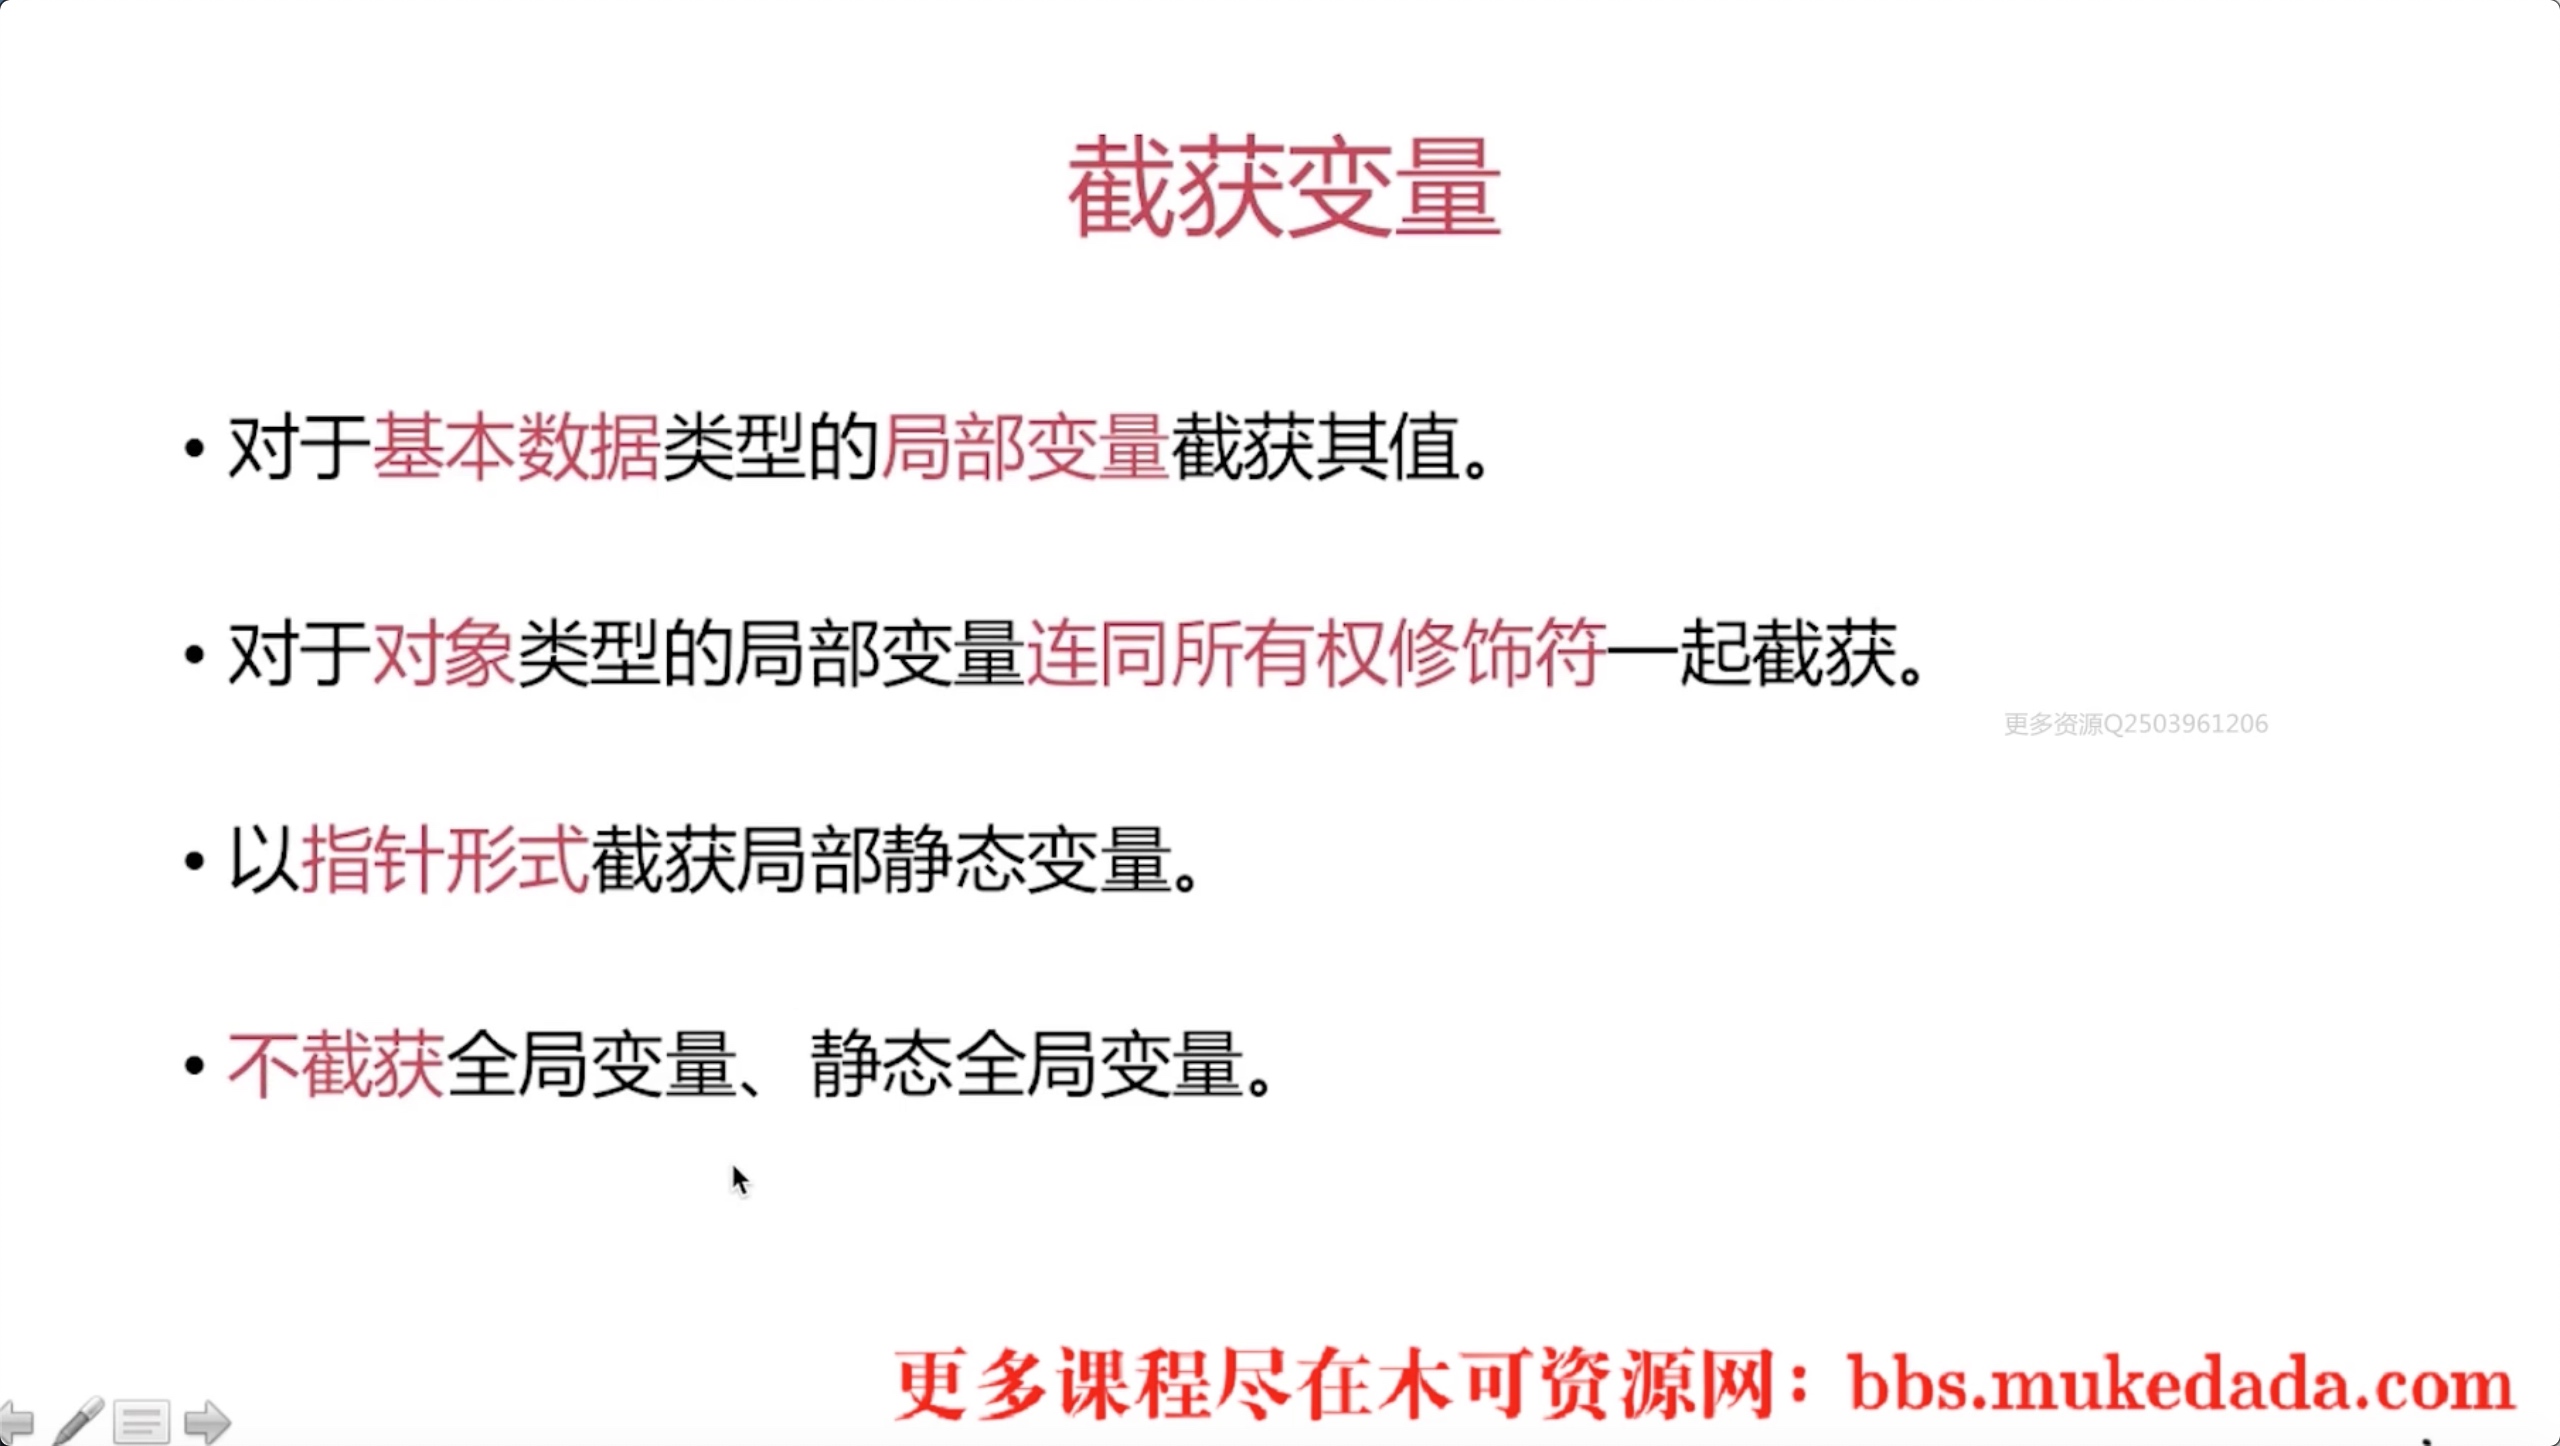 截获变量
• 对于基本数据类型的局部变量截获其值。
• 对于对象类型的局部变量连同所有权修饰符一起截获。
更多资源Q2503961206
• 以指针形式截获局部静态变量。
• 不截获全局变量、静态全局变量。
更多课程尽在木可资源网：bbs.mukedada.com